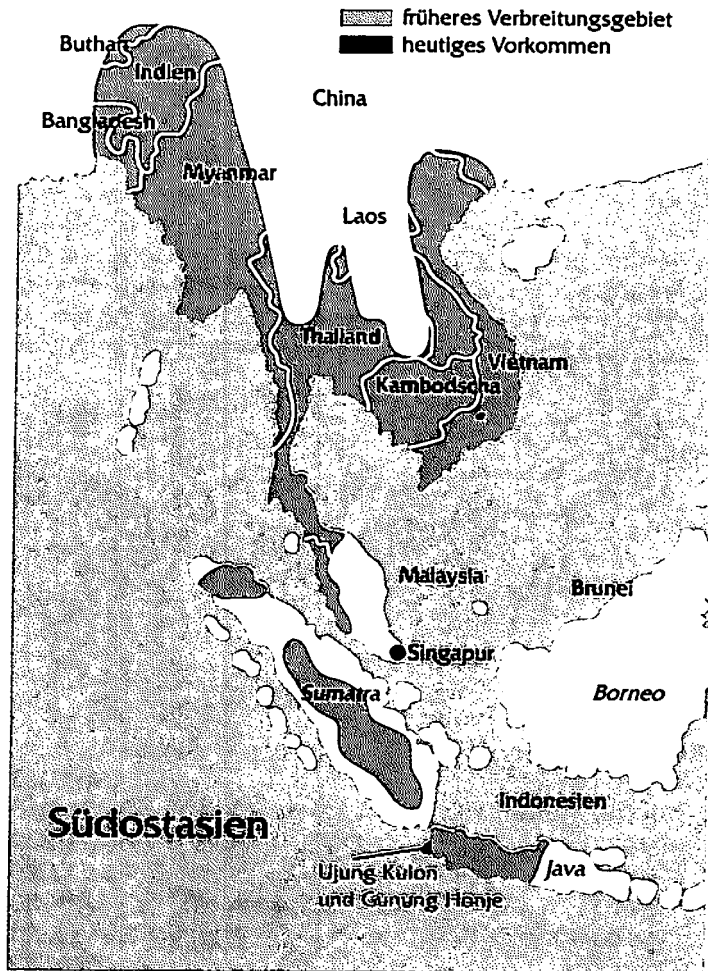 früheres Verbreitungsgebiet
heutiges Vorkommen
Buthan
Indien
China
Bangladesh
Myanmar
Laos
Thailand
Vietnam
Kambodscha
Malaysia
Brunei
Singapur
Sumatra
Borneo
Indonesien
Südostasien
Java
Ujung Kulon
und Gunung Honje